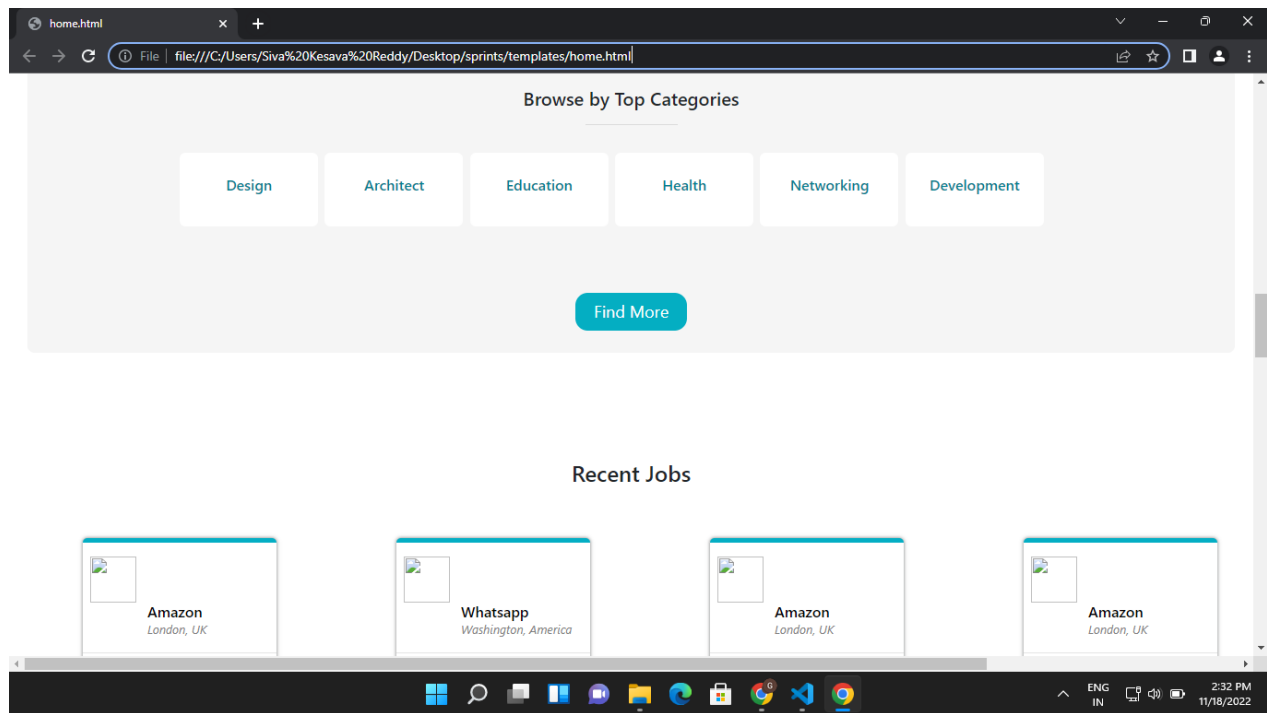 home.html
File
file:///C:/Users/Siva%20Kesava%20Reddy/Desktop/sprints/templates/home.html
Browse by Top Categories
Design Architect Education Health Networking Development
Find More
Recent Jobs
Amazon Whatsapp Amazon Amazon
London, UK Washington, America London, UK London, UK
ENG 2:32 PM
IN 11/18/2022